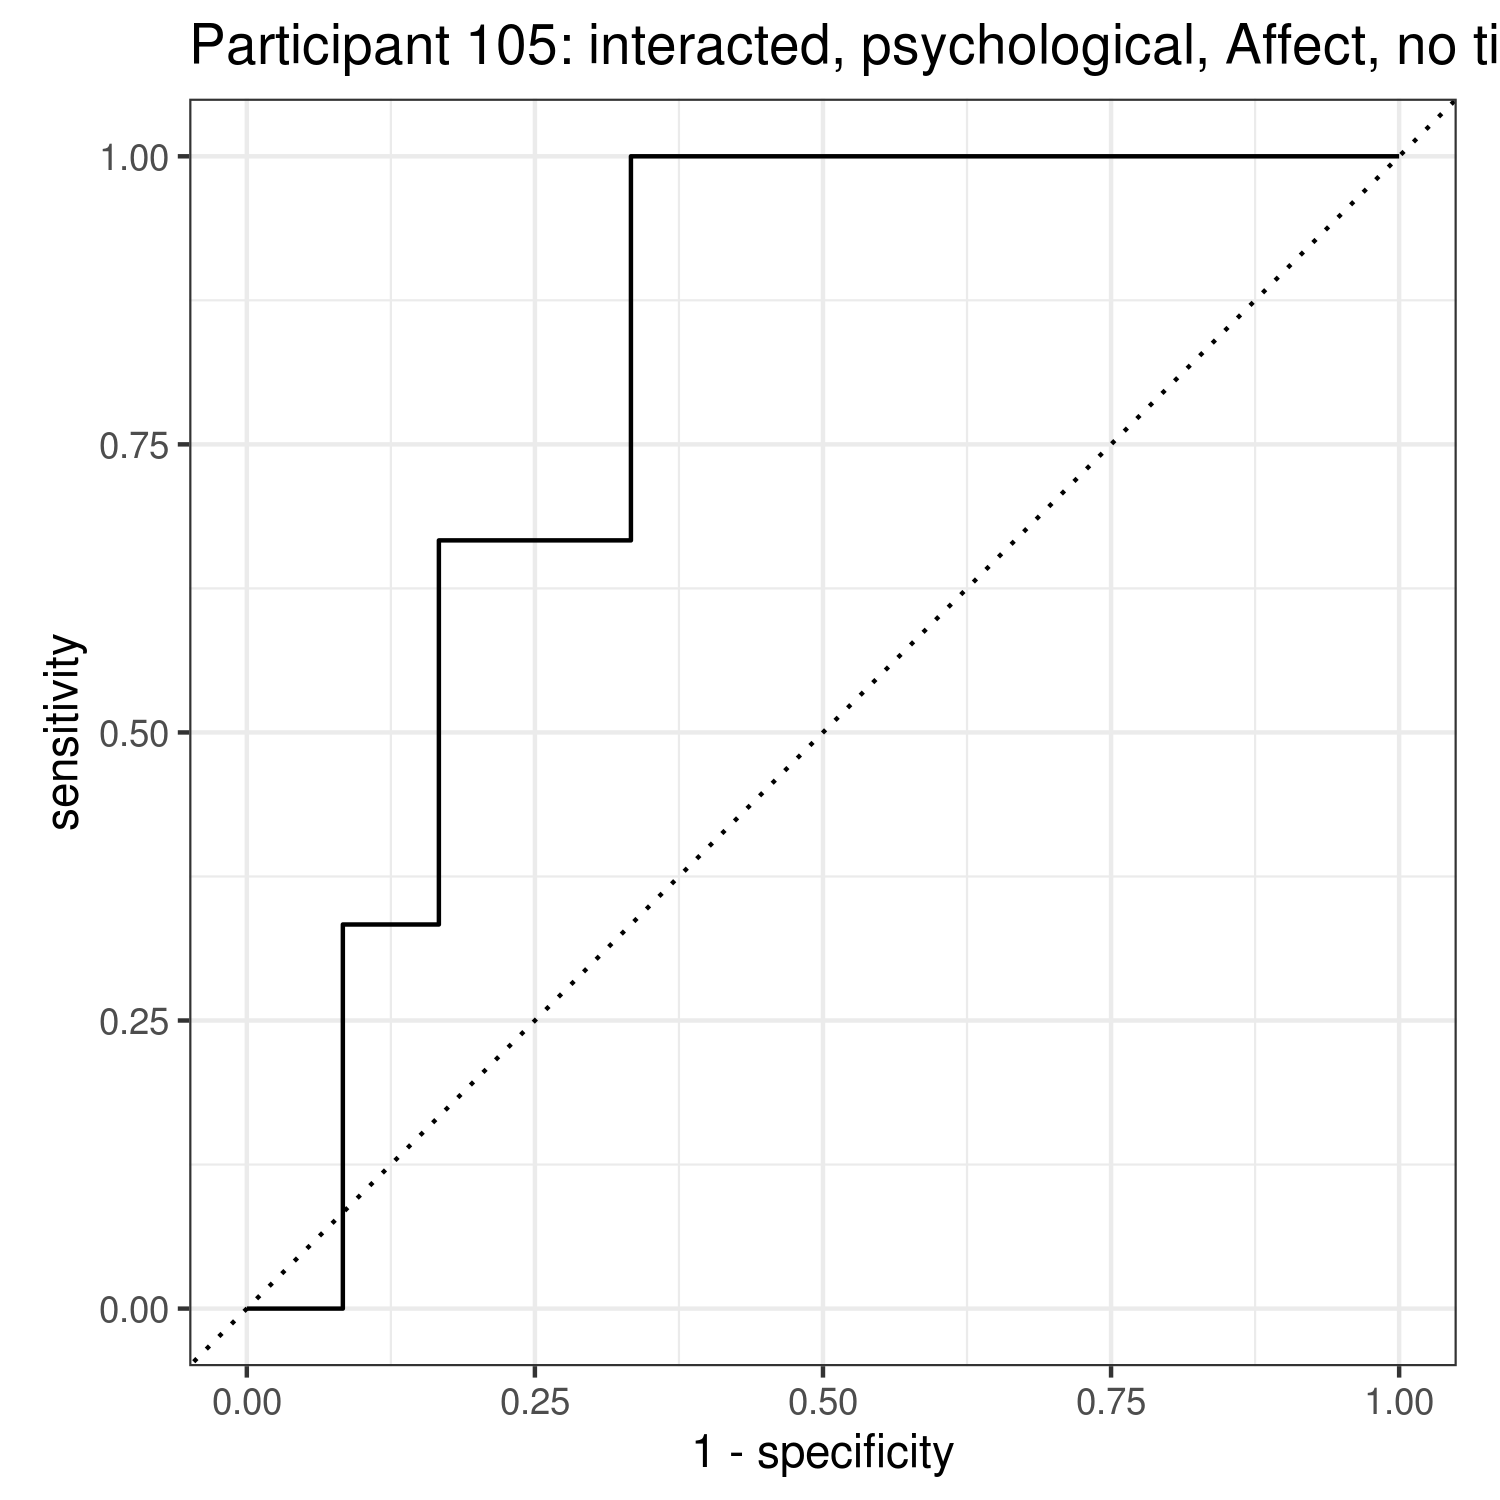 Participant 105: interacted, psychological, Affect, no ti
1.00
0.75
0.50
0.25
0.00
sensitivity
0.00 0.25 0.50 0.75 1.00
1 - specificity